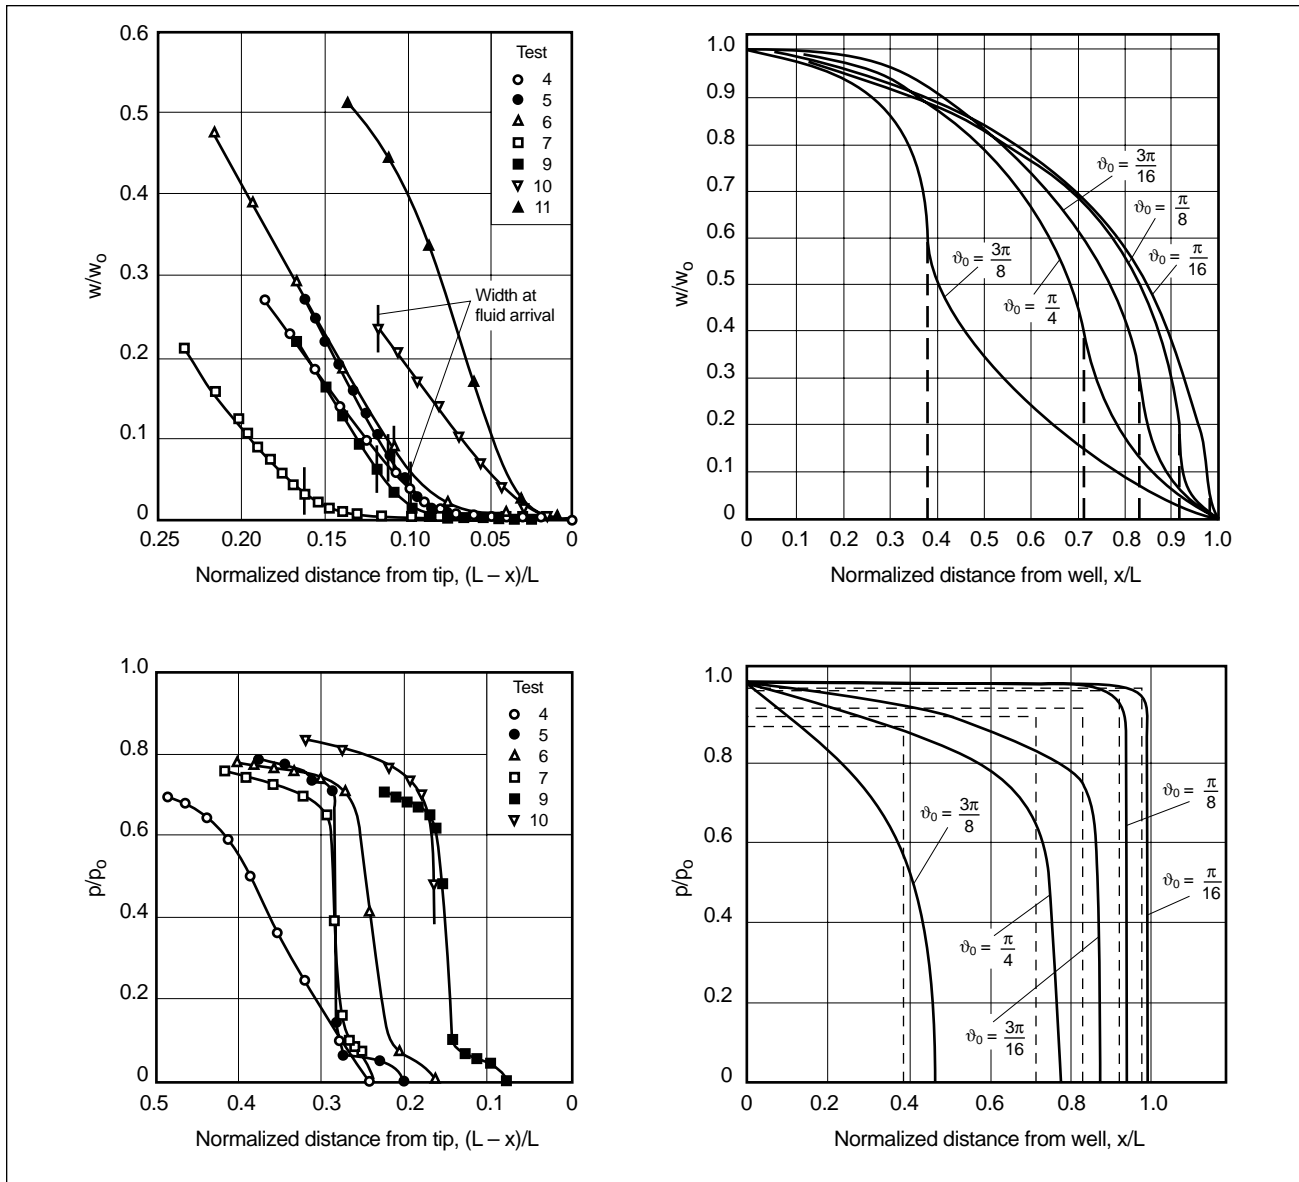 0.6
0.5
0.4
0.3
0.2
0.1
0
w/w₀
Test
4
5
6
7
9
10
11
Width at
fluid arrival
0.25 0.20 0.15 0.10 0.05 0
Normalized distance from tip, (L – x)/L
1.0
0.9
0.8
0.7
0.6
0.5
0.4
0.3
0.2
0.1
0
w/w₀
ϑ₀ = 3π/16
ϑ₀ = π/8
ϑ₀ = π/16
ϑ₀ = 3π/8
ϑ₀ = π/4
0 0.1 0.2 0.3 0.4 0.5 0.6 0.7 0.8 0.9 1.0
Normalized distance from well, x/L
1.0
0.8
0.6
0.4
0.2
0
p/p₀
Test
4
5
6
7
9
10
0.5 0.4 0.3 0.2 0.1 0
Normalized distance from tip, (L – x)/L
1.0
0.8
0.6
0.4
0.2
0
p/p₀
ϑ₀ = 3π/8
ϑ₀ = π/8
ϑ₀ = π/16
ϑ₀ = π/4
ϑ₀ = 3π/16
0 0.2 0.4 0.6 0.8 1.0
Normalized distance from well, x/L